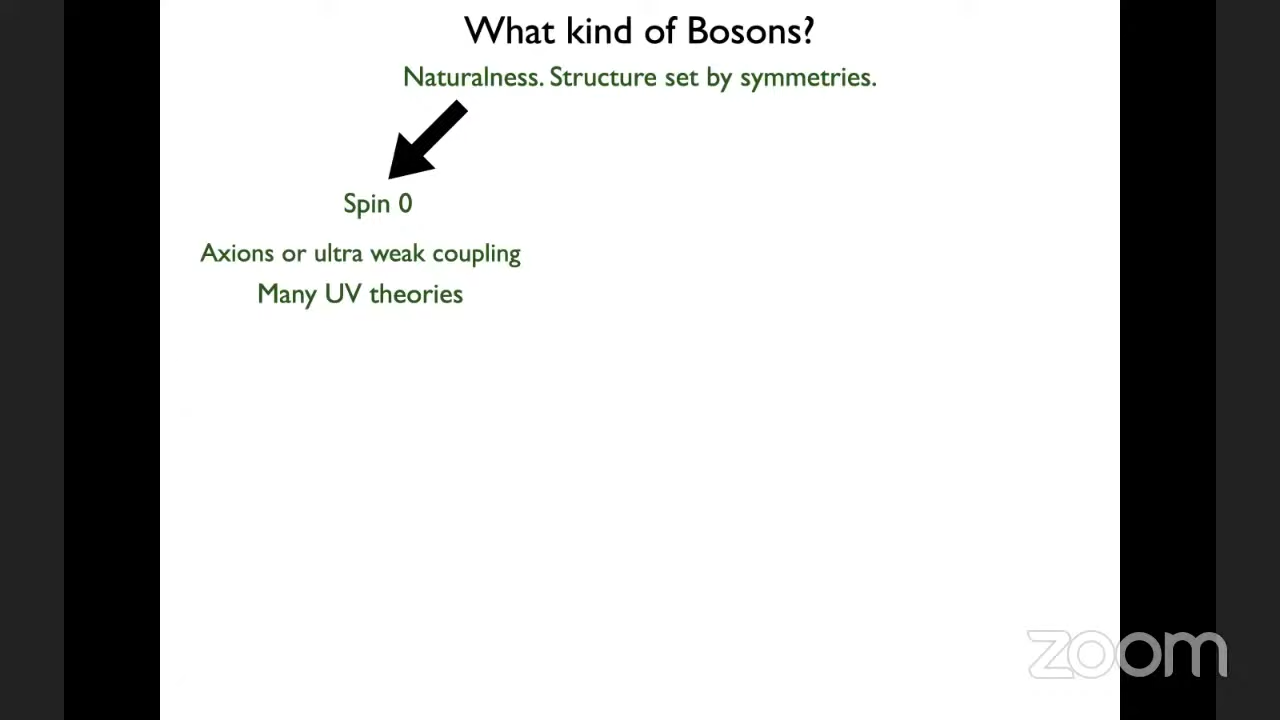 What kind of Bosons?
Naturalness. Structure set by symmetries.
Spin 0
Axions or ultra weak coupling
Many UV theories
zoom